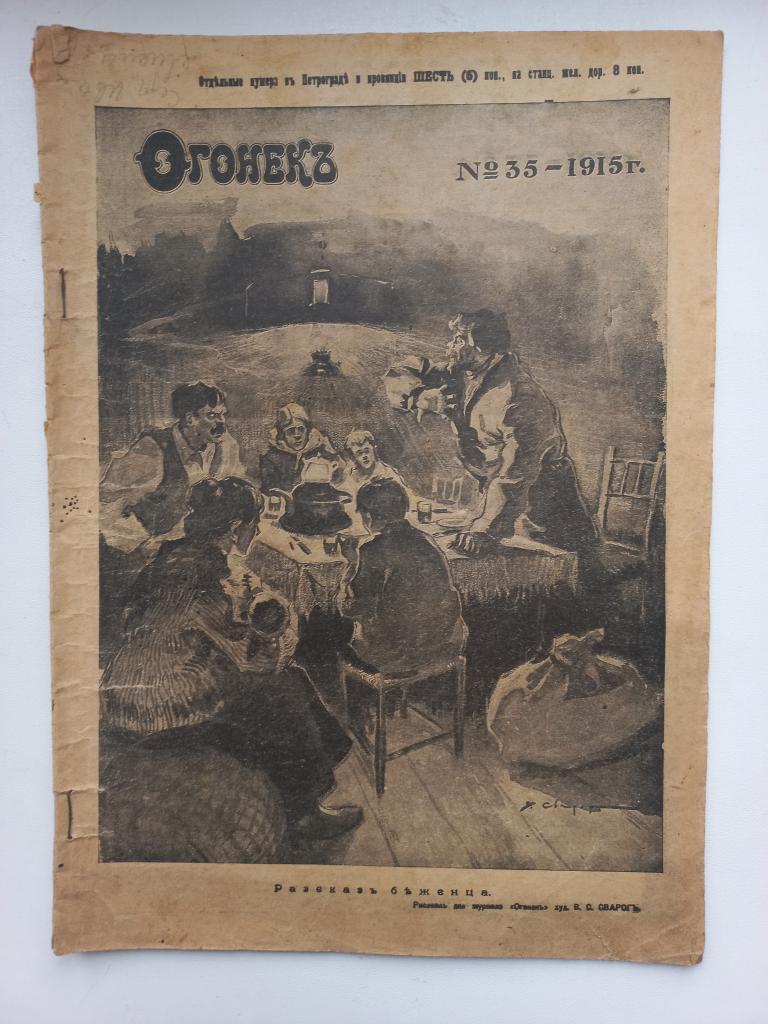 Отдѣльные нумера въ Петроградѣ и провинціи ШЕСТЬ (6) коп., на станц. жел. дор. 8 коп.
ОГОНЕКЪ
№ 35 – 1915 г.
Разсказъ бѣженца.
Рисовалъ для журнала «Огонекъ» худ. В. С. СВАРОГЪ.